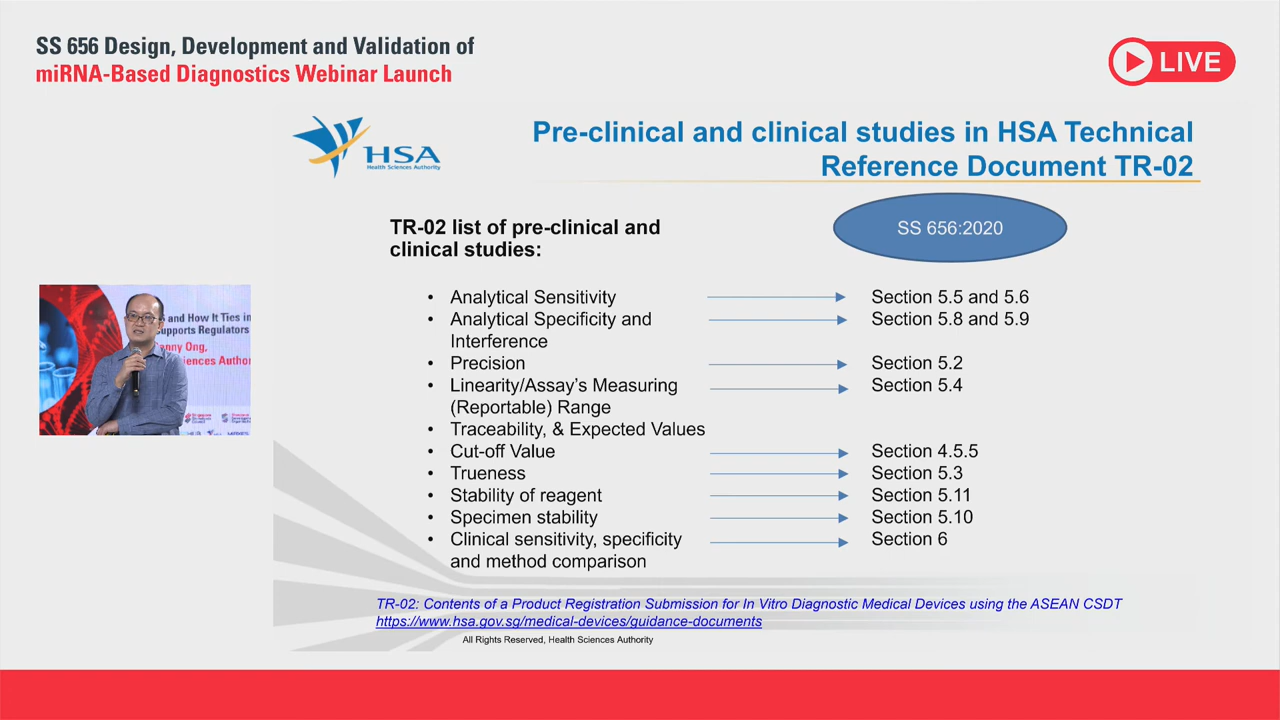 SS 656 Design, Development and Validation of
miRNA-Based Diagnostics Webinar Launch
LIVE
HSA
Health Sciences Authority
Pre-clinical and clinical studies in HSA Technical
Reference Document TR-02
TR-02 list of pre-clinical and
clinical studies:
SS 656:2020
• Analytical Sensitivity Section 5.5 and 5.6
• Analytical Specificity and Section 5.8 and 5.9
Interference
• Precision Section 5.2
• Linearity/Assay's Measuring Section 5.4
(Reportable) Range
• Traceability, & Expected Values
• Cut-off Value Section 4.5.5
• Trueness Section 5.3
• Stability of reagent Section 5.11
• Specimen stability Section 5.10
• Clinical sensitivity, specificity Section 6
and method comparison
and How It Ties in
upports Regulators
enny Ong,
ciences Author
TR-02: Contents of a Product Registration Submission for In Vitro Diagnostic Medical Devices using the ASEAN CSDT
https://www.hsa.gov.sg/medical-devices/guidance-documents
All Rights Reserved, Health Sciences Authority